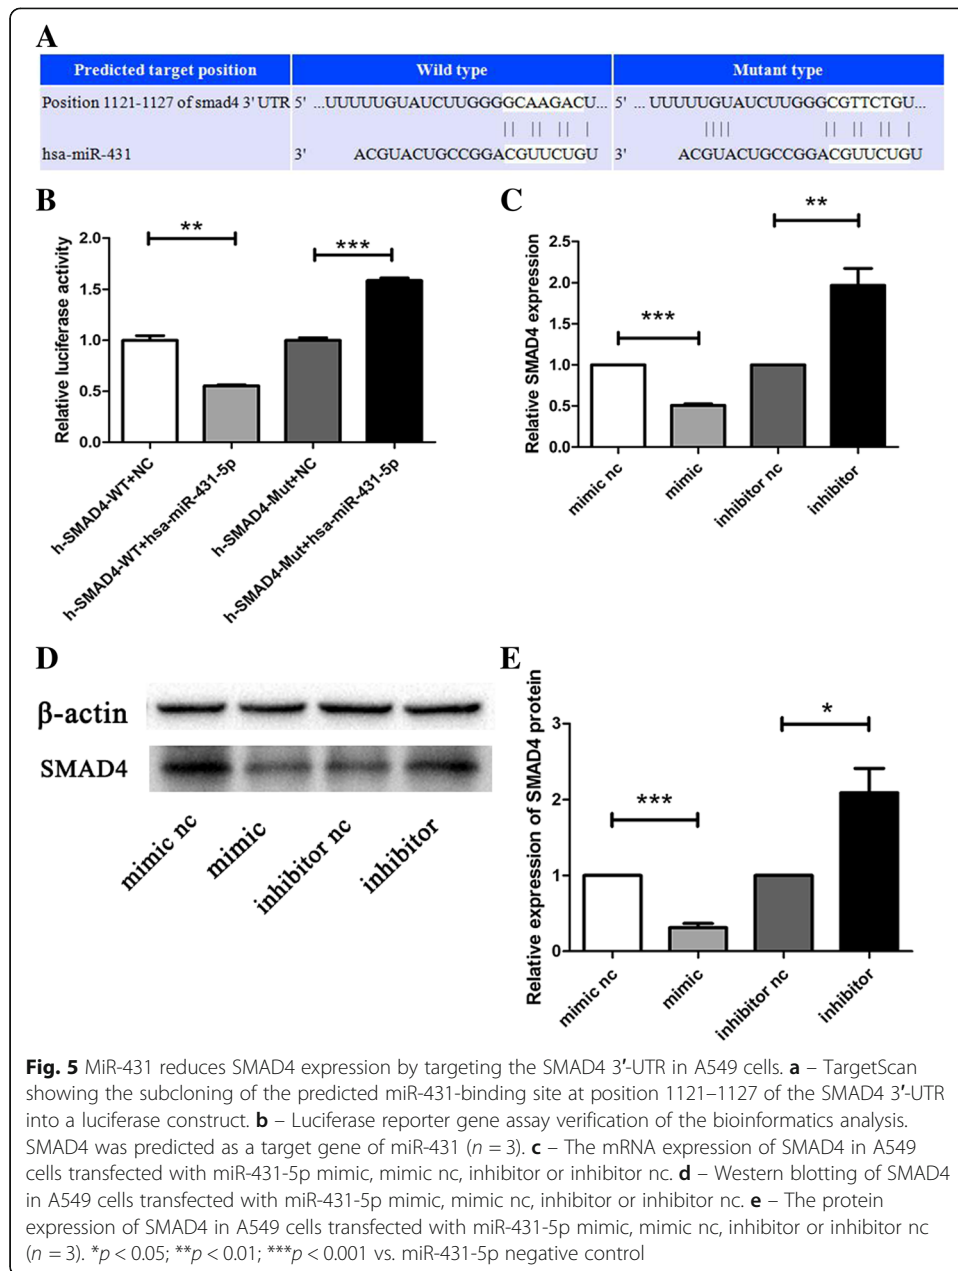 A
Predicted target position Wild type Mutant type
Position 1121-1127 of smad4 3' UTR 5' ...UUUUUGUAUCUUGGGGCAAGACU... 5' ... UUUUUGUAUCUUGGGCGTTCTGU...
hsa-miR-431 3' ACGUACUGCCGGACGUUCUGU 3' ACGUACUGCCGGACGUUCUGU
B
Relative luciferase activity
2.0
1.5
1.0
0.5
0.0
**
***
h-SMAD4-WT+NC
h-SMAD4-WT+hsa-miR-431-5p
h-SMAD4-Mut+NC
h-SMAD4-Mut+hsa-miR-431-5p
C
Relative SMAD4 expression
2.5
2.0
1.5
1.0
0.5
0.0
***
**
mimic nc
mimic
inhibitor nc
inhibitor
D
β-actin
SMAD4
mimic nc
mimic
inhibitor nc
inhibitor
E
Relative expression of SMAD4 protein
3
2
1
0
***
*
mimic nc
mimic
inhibitor nc
inhibitor
Fig. 5 MiR-431 reduces SMAD4 expression by targeting the SMAD4 3′-UTR in A549 cells. a – TargetScan
showing the subcloning of the predicted miR-431-binding site at position 1121–1127 of the SMAD4 3′-UTR
into a luciferase construct. b – Luciferase reporter gene assay verification of the bioinformatics analysis.
SMAD4 was predicted as a target gene of miR-431 (n = 3). c – The mRNA expression of SMAD4 in A549
cells transfected with miR-431-5p mimic, mimic nc, inhibitor or inhibitor nc. d – Western blotting of SMAD4
in A549 cells transfected with miR-431-5p mimic, mimic nc, inhibitor or inhibitor nc. e – The protein
expression of SMAD4 in A549 cells transfected with miR-431-5p mimic, mimic nc, inhibitor or inhibitor nc
(n = 3). *p < 0.05; **p < 0.01; ***p < 0.001 vs. miR-431-5p negative control